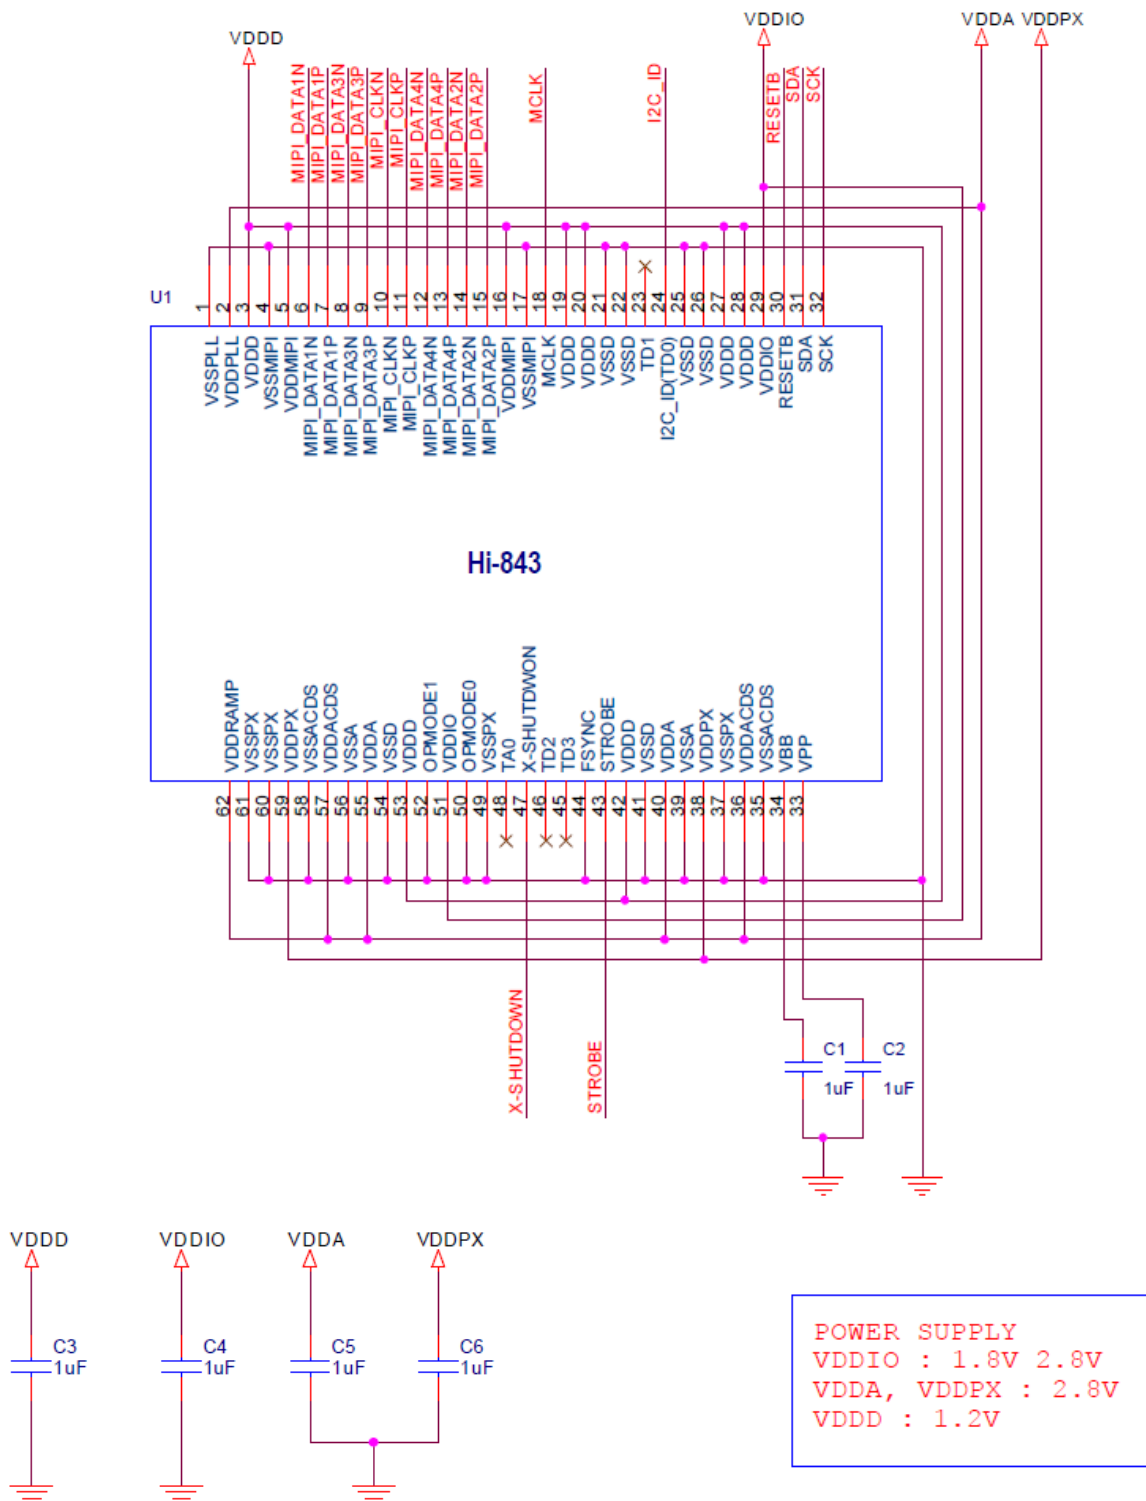 VDDD
VDDIO
VDDA VDDPX
MIPI_DATA1N
MIPI_DATA1P
MIPI_DATA3N
MIPI_DATA3P
MIPI_CLKN
MIPI_CLKP
MIPI_DATA4N
MIPI_DATA4P
MIPI_DATA2N
MIPI_DATA2P
MCLK
I2C_ID
RESETB
SDA
SCK
U1
1
2
3
4
5
6
7
8
9
10
11
12
13
14
15
16
17
18
19
20
21
22
23
24
25
26
27
28
29
30
31
32
VSSPLL
VDDPLL
VDDD
VSSMIPI
VDDMIPI
MIPI_DATA1N
MIPI_DATA1P
MIPI_DATA3N
MIPI_DATA3P
MIPI_CLKN
MIPI_CLKP
MIPI_DATA4N
MIPI_DATA4P
MIPI_DATA2N
MIPI_DATA2P
VDDMIPI
VSSMIPI
MCLK
VDDD
VDDD
VSSD
VSSD
TD1
I2C_ID(TD0)
VSSD
VSSD
VDDD
VDDD
VDDIO
RESETB
SDA
SCK
Hi-843
VDDRAMP
VSSPX
VSSPX
VDDPX
VSSACDS
VDDACDS
VSSA
VDDA
VSSD
VDDD
OPMODE1
VDDIO
OPMODE0
VSSPX
TA0
X-SHUTDWON
TD2
TD3
FSYNC
STROBE
VDDD
VSSD
VDDA
VSSA
VDDPX
VSSPX
VDDACDS
VSSACDS
VBB
VPP
62
61
60
59
58
57
56
55
54
53
52
51
50
49
48
47
46
45
44
43
42
41
40
39
38
37
36
35
34
33
X-SHUTDOWN
STROBE
C1
1uF
C2
1uF
VDDD
VDDIO
VDDA
VDDPX
C3
1uF
C4
1uF
C5
1uF
C6
1uF
POWER SUPPLY
VDDIO : 1.8V 2.8V
VDDA, VDDPX : 2.8V
VDDD : 1.2V